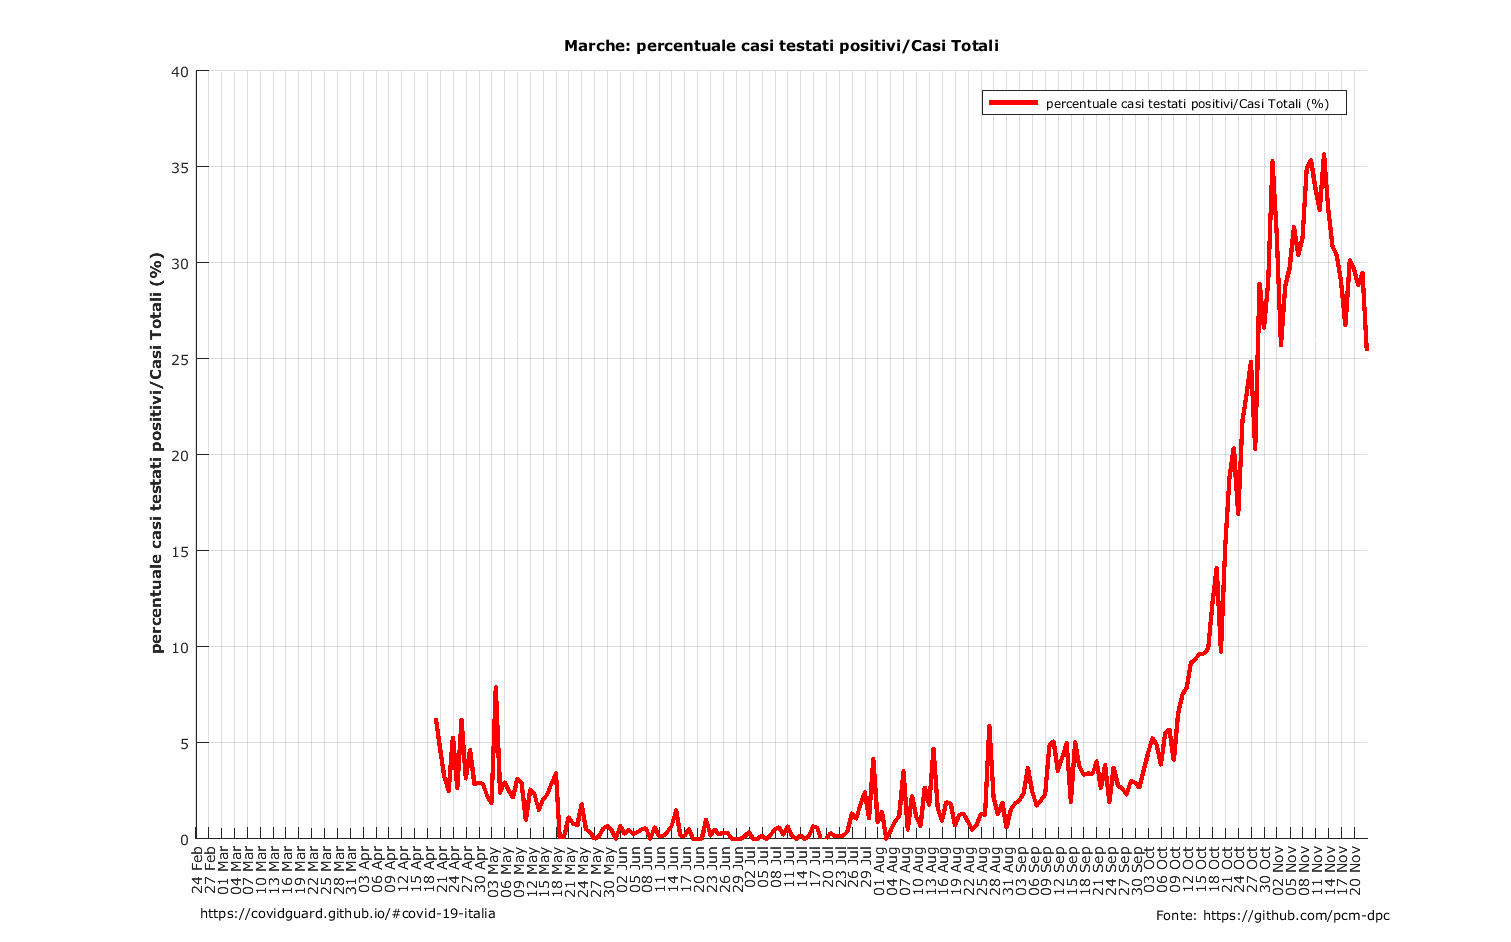 Marche: percentuale casi testati positivi/Casi Totali
percentuale casi testati positivi/Casi Totali (%)
percentuale casi testati positivi/Casi Totali (%)
40
35
30
25
20
15
10
5
0
24 Feb
27 Feb
01 Mar
04 Mar
07 Mar
10 Mar
13 Mar
16 Mar
19 Mar
22 Mar
25 Mar
28 Mar
31 Mar
03 Apr
06 Apr
09 Apr
12 Apr
15 Apr
18 Apr
21 Apr
24 Apr
27 Apr
30 Apr
03 May
06 May
09 May
12 May
15 May
18 May
21 May
24 May
27 May
30 May
02 Jun
05 Jun
08 Jun
11 Jun
14 Jun
17 Jun
20 Jun
23 Jun
26 Jun
29 Jun
02 Jul
05 Jul
08 Jul
11 Jul
14 Jul
17 Jul
20 Jul
23 Jul
26 Jul
29 Jul
01 Aug
04 Aug
07 Aug
10 Aug
13 Aug
16 Aug
19 Aug
22 Aug
25 Aug
28 Aug
31 Aug
03 Sep
06 Sep
09 Sep
12 Sep
15 Sep
18 Sep
21 Sep
24 Sep
27 Sep
30 Sep
03 Oct
06 Oct
09 Oct
12 Oct
15 Oct
18 Oct
21 Oct
24 Oct
27 Oct
30 Oct
02 Nov
05 Nov
08 Nov
11 Nov
14 Nov
17 Nov
20 Nov
https://covidguard.github.io/#covid-19-italia
Fonte: https://github.com/pcm-dpc